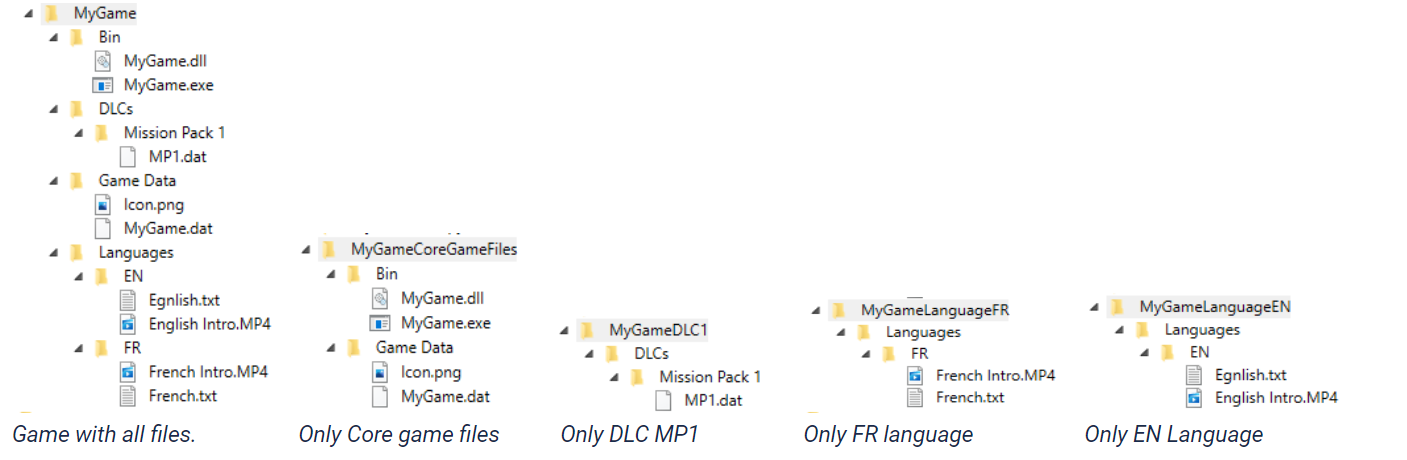 MyGame
Bin
MyGame.dll
MyGame.exe
DLCs
Mission Pack 1
MP1.dat
Game Data
Icon.png
MyGame.dat
Languages
EN
Egnlish.txt
English Intro.MP4
FR
French Intro.MP4
French.txt
Game with all files.
MyGameCoreGameFiles
Bin
MyGame.dll
MyGame.exe
Game Data
Icon.png
MyGame.dat
Only Core game files
MyGameDLC1
DLCs
Mission Pack 1
MP1.dat
Only DLC MP1
MyGameLanguageFR
Languages
FR
French Intro.MP4
French.txt
Only FR language
MyGameLanguageEN
Languages
EN
Egnlish.txt
English Intro.MP4
Only EN Language